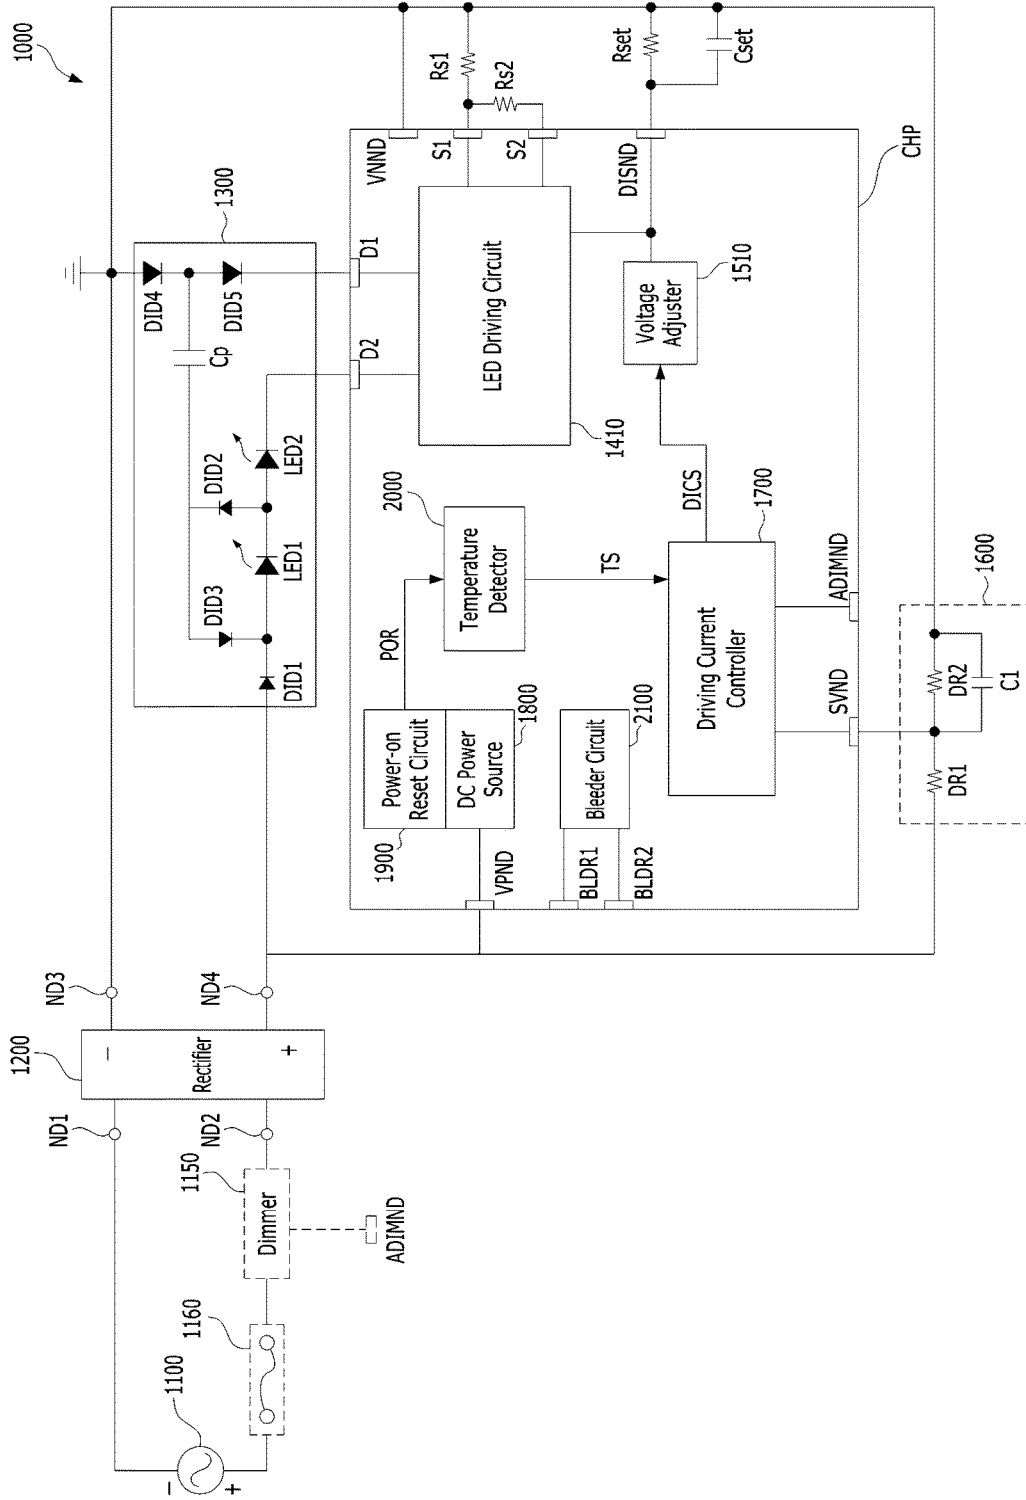 1000
1100
−
+
1160
1150
Dimmer
ADIMND
ND1
ND2
1200
−
Rectifier
+
ND3
ND4
1300
DID4
DID5
Cp
DID3
DID2
DID1
LED1
LED2
D2
D1
VNND
S1
S2
DISND
Rs1
Rs2
Rset
Cset
LED Driving Circuit
1410
Voltage
Adjuster
1510
CHP
Power-on
Reset Circuit
1900
DC Power
Source
1800
VPND
POR
Temperature
Detector
2000
TS
Bleeder Circuit
2100
BLDR1
BLDR2
Driving Current
Controller
1700
DICS
SVND
ADIMND
1600
DR1
DR2
C1